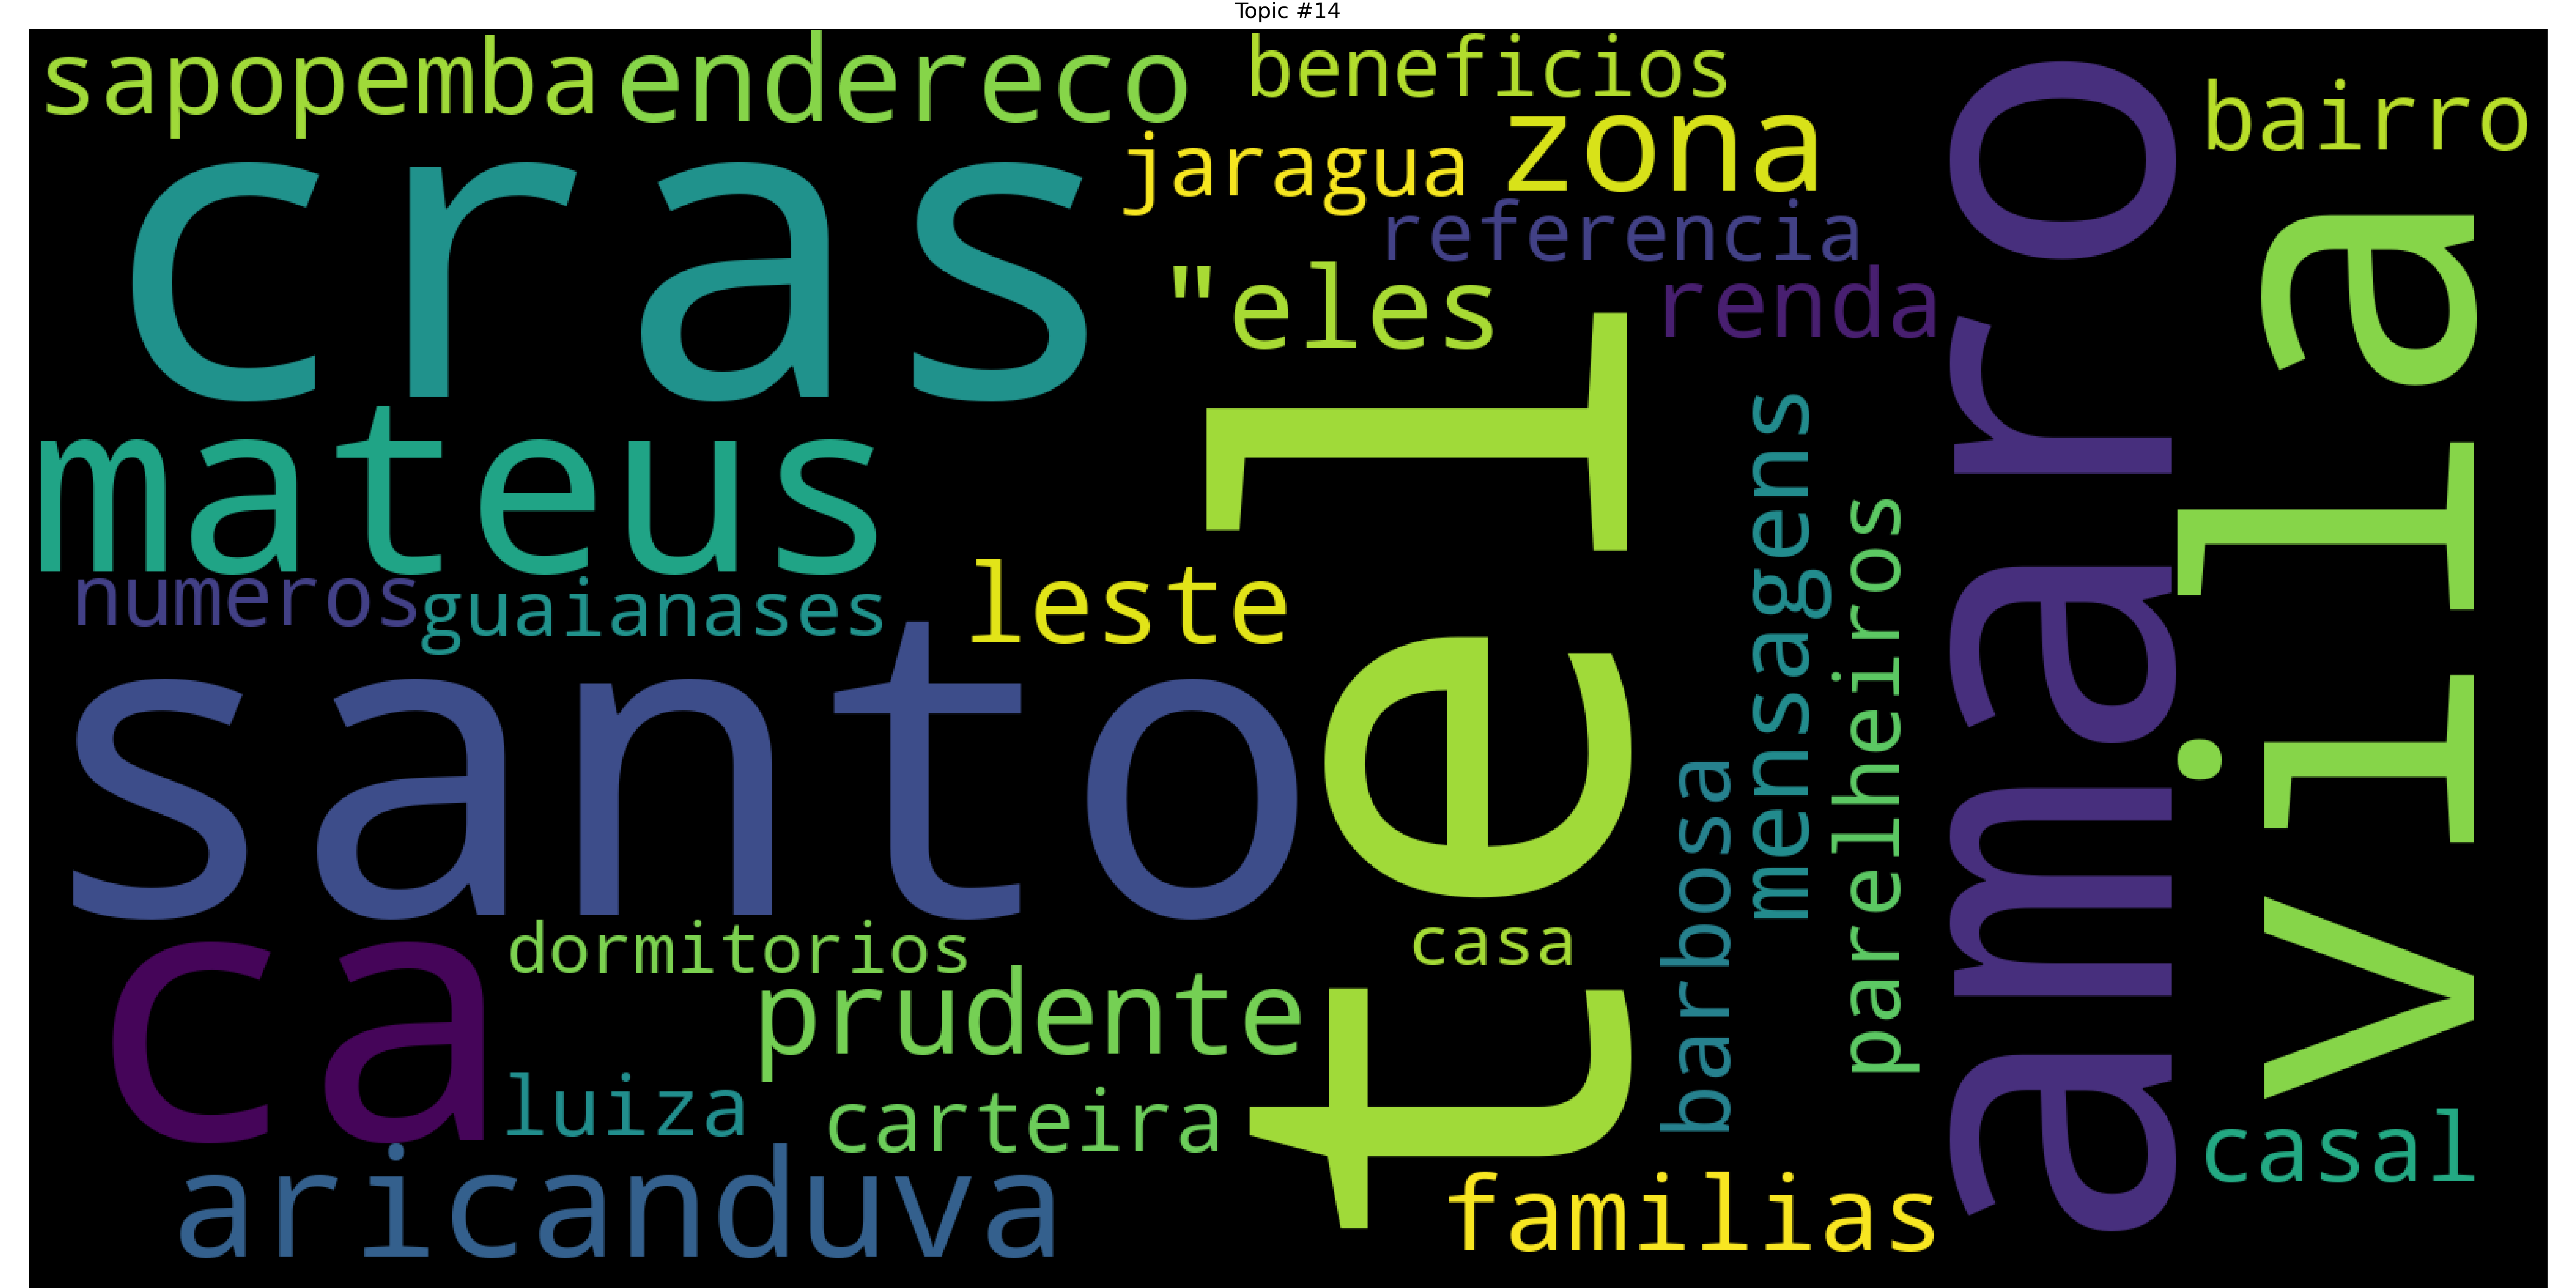 Topic #14
sapopemba
endereco
beneficios
bairro
jaragua
zona
cras
referencia
"eles
renda
mateus
numeros
guaianases
leste
santo
tel
mensagens
parelheiros
barbosa
amaro
vila
ca
dormitorios
casa
prudente
luiza
carteira
casal
aricanduva
familias